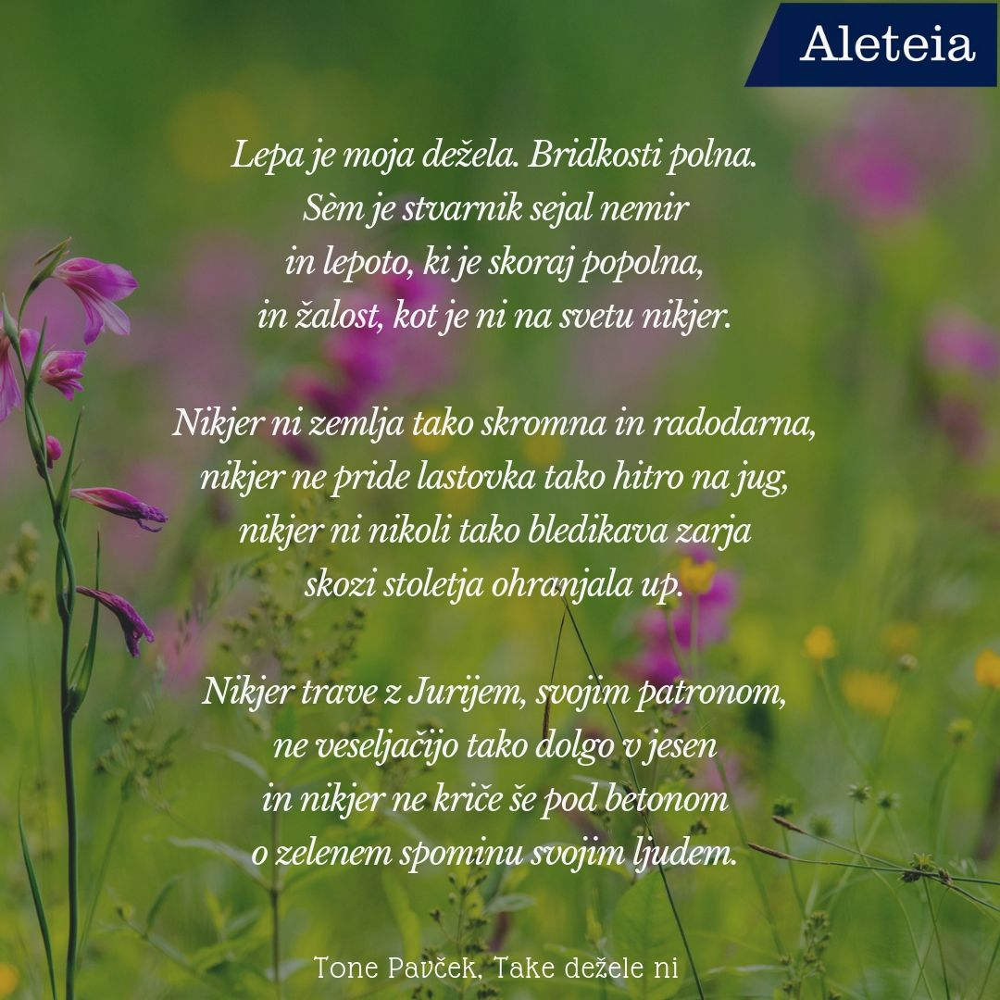 Aleteia
Lepa je moja dežela. Bridkosti polna.
Sèm je stvarnik sejal nemir
in lepoto, ki je skoraj popolna,
in žalost, kot je ni na svetu nikjer.
Nikjer ni zemlja tako skromna in radodarna,
nikjer ne pride lastovka tako hitro na jug,
nikjer ni nikoli tako bledikava zarja
skozi stoletja ohranjala up.
Nikjer trave z Jurijem, svojim patronom,
ne veseljačijo tako dolgo v jesen
in nikjer ne kriče še pod betonom
o zelenem spominu svojim ljudem.
Tone Pavček, Take dežele ni